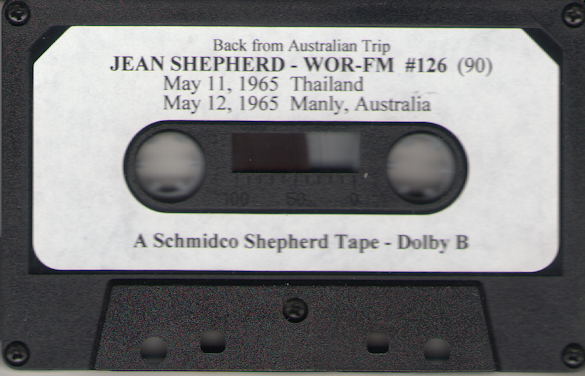 Back from Australian Trip
JEAN SHEPHERD - WOR-FM #126 (90)
May 11, 1965 Thailand
May 12, 1965 Manly, Australia
100 50 0
A Schmidco Shepherd Tape - Dolby B